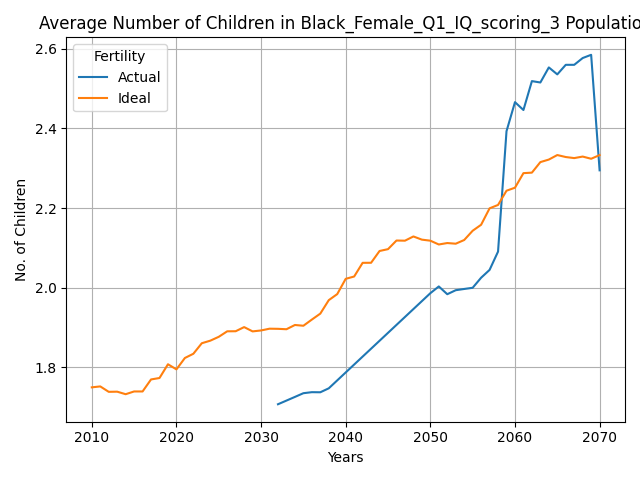 Average Number of Children in Black_Female_Q1_IQ_scoring_3 Populatio
Fertility
Actual
Ideal
2.6
2.4
2.2
2.0
1.8
No. of Children
2010 2020 2030 2040 2050 2060 2070
Years